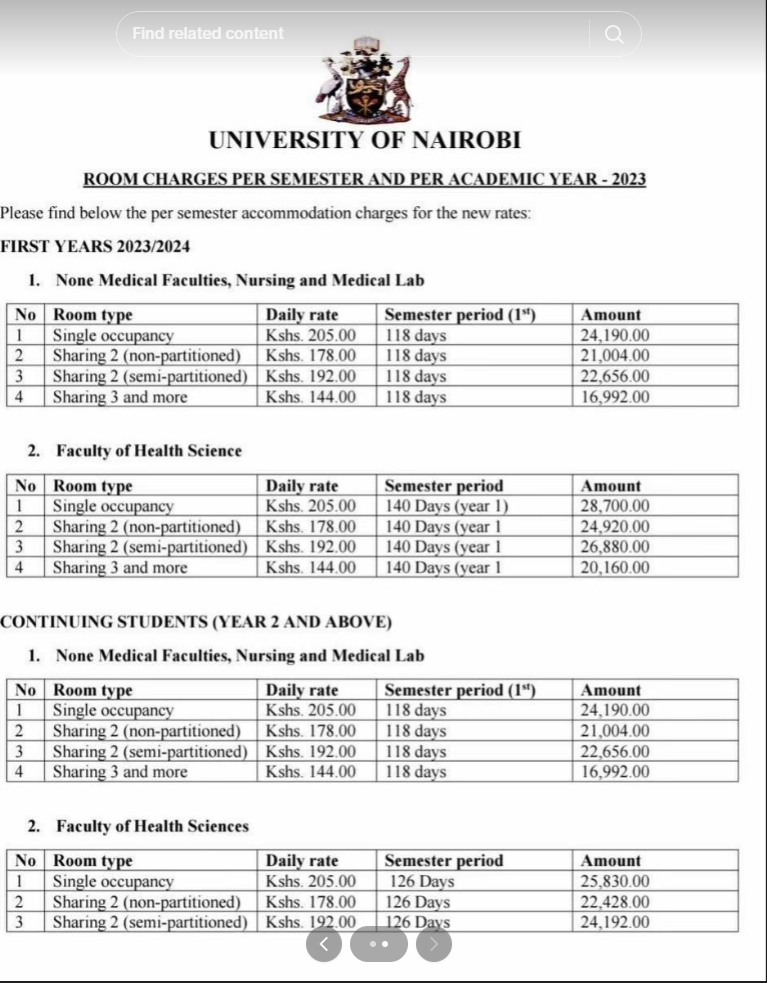 Find related content
UNIVERSITY OF NAIROBI
ROOM CHARGES PER SEMESTER AND PER ACADEMIC YEAR - 2023
Please find below the per semester accommodation charges for the new rates:
FIRST YEARS 2023/2024
1. None Medical Faculties, Nursing and Medical Lab
No Room type Daily rate Semester period (1st) Amount
1 Single occupancy Kshs. 205.00 118 days 24,190.00
2 Sharing 2 (non-partitioned) Kshs. 178.00 118 days 21,004.00
3 Sharing 2 (semi-partitioned) Kshs. 192.00 118 days 22,656.00
4 Sharing 3 and more Kshs. 144.00 118 days 16,992.00
2. Faculty of Health Science
No Room type Daily rate Semester period Amount
1 Single occupancy Kshs. 205.00 140 Days (year 1) 28,700.00
2 Sharing 2 (non-partitioned) Kshs. 178.00 140 Days (year 1 24,920.00
3 Sharing 2 (semi-partitioned) Kshs. 192.00 140 Days (year 1 26,880.00
4 Sharing 3 and more Kshs. 144.00 140 Days (year 1 20,160.00
CONTINUING STUDENTS (YEAR 2 AND ABOVE)
1. None Medical Faculties, Nursing and Medical Lab
No Room type Daily rate Semester period (1st) Amount
1 Single occupancy Kshs. 205.00 118 days 24,190.00
2 Sharing 2 (non-partitioned) Kshs. 178.00 118 days 21,004.00
3 Sharing 2 (semi-partitioned) Kshs. 192.00 118 days 22,656.00
4 Sharing 3 and more Kshs. 144.00 118 days 16,992.00
2. Faculty of Health Sciences
No Room type Daily rate Semester period Amount
1 Single occupancy Kshs. 205.00 126 Days 25,830.00
2 Sharing 2 (non-partitioned) Kshs. 178.00 126 Days 22,428.00
3 Sharing 2 (semi-partitioned) Kshs. 192.00 126 Days 24,192.00